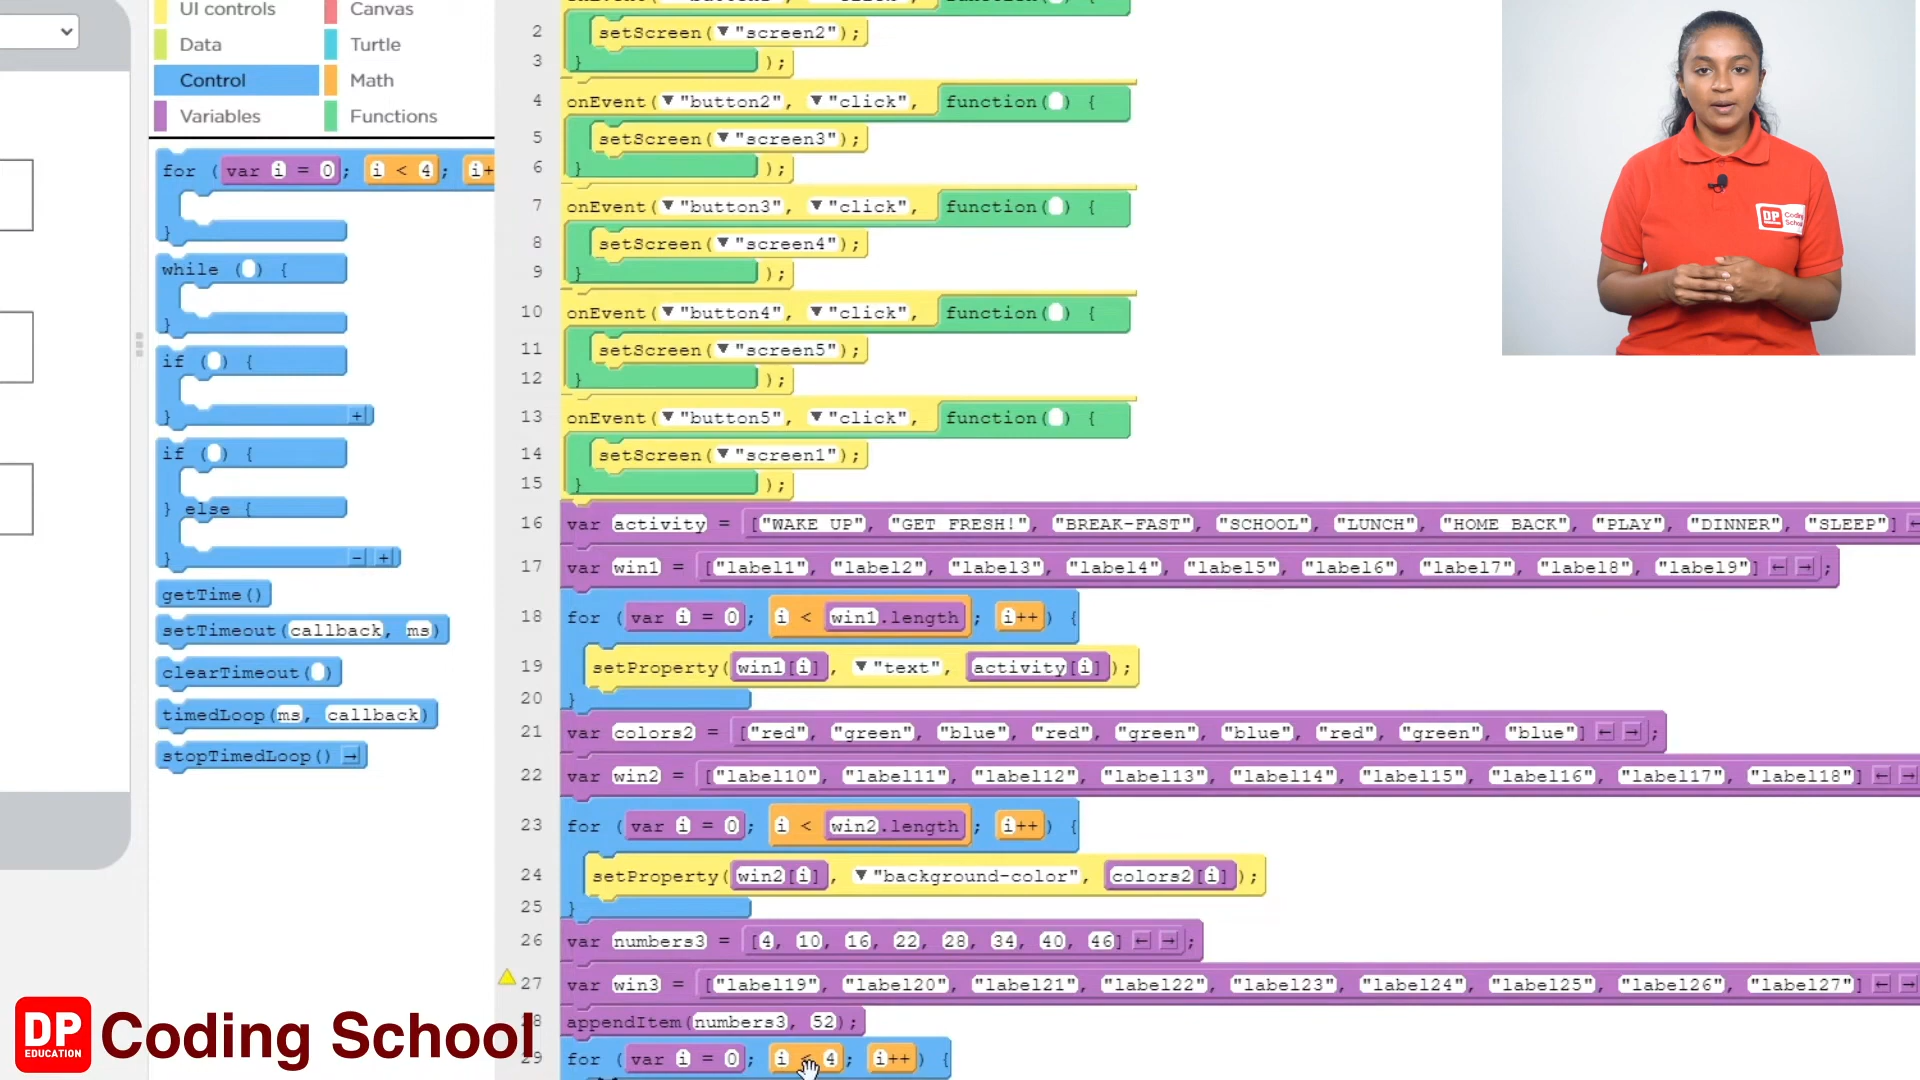 UI controls
Canvas
Data
Turtle
Control
Math
Variables
Functions
for ( var i = 0 ; i < 4 ; i+
}
while ( ) {
}
if ( ) {
} +
if ( ) {
} else {
} - +
getTime()
setTimeout(callback, ms)
clearTimeout( )
timedLoop(ms, callback)
stopTimedLoop() →
2 setScreen(▼"screen2");
3 } );
4 onEvent(▼"button2", ▼"click", function( ) {
5 setScreen(▼"screen3");
6 } );
7 onEvent(▼"button3", ▼"click", function( ) {
8 setScreen(▼"screen4");
9 } );
10 onEvent(▼"button4", ▼"click", function( ) {
11 setScreen(▼"screen5");
12 } );
13 onEvent(▼"button5", ▼"click", function( ) {
14 setScreen(▼"screen1");
15 } );
16 var activity = ["WAKE UP", "GET FRESH!", "BREAK-FAST", "SCHOOL", "LUNCH", "HOME BACK", "PLAY", "DINNER", "SLEEP"] ←
17 var win1 = ["label1", "label2", "label3", "label4", "label5", "label6", "label7", "label8", "label9"] ← → ;
18 for ( var i = 0 ; i < win1.length ; i++ ) {
19 setProperty( win1[i] , ▼"text", activity[i] );
20 }
21 var colors2 = ["red", "green", "blue", "red", "green", "blue", "red", "green", "blue"] ← → ;
22 var win2 = ["label10", "label11", "label12", "label13", "label14", "label15", "label16", "label17", "label18"] ← →
23 for ( var i = 0 ; i < win2.length ; i++ ) {
24 setProperty( win2[i] , ▼"background-color", colors2[i] );
25 }
26 var numbers3 = [4, 10, 16, 22, 28, 34, 40, 46] ← → ;
27 var win3 = ["label19", "label20", "label21", "label22", "label23", "label24", "label25", "label26", "label27"] ← →
28 appendItem(numbers3, 52);
29 for ( var i = 0 ; i < 4 ; i++ ) {
DP Coding School
DP EDUCATION Coding School